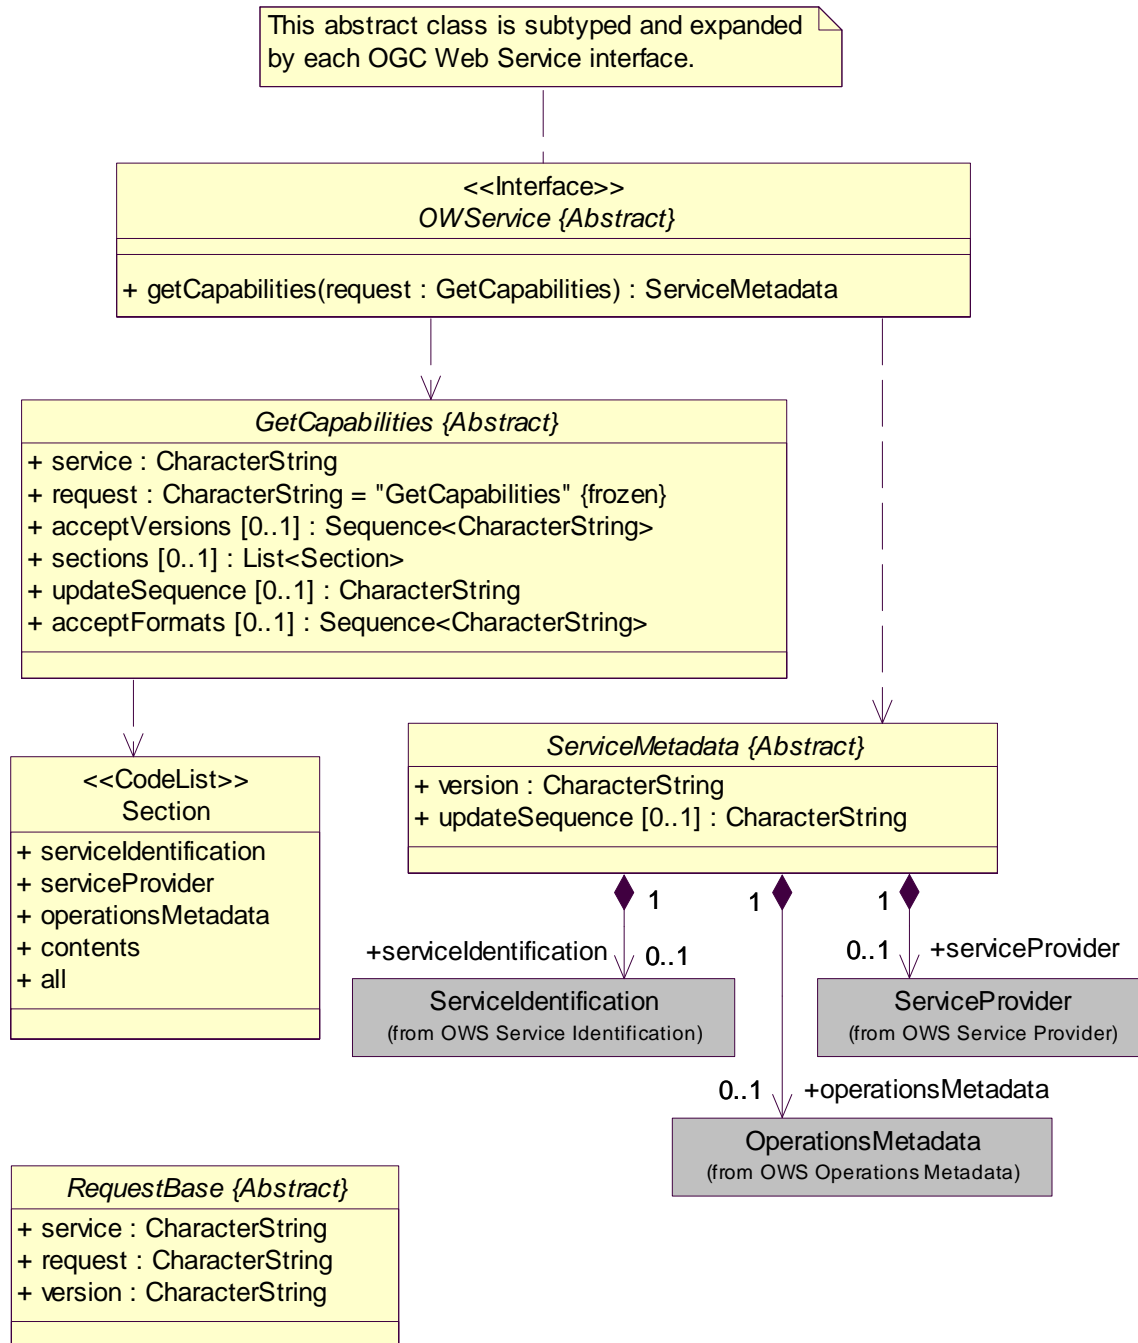 This abstract class is subtyped and expanded
by each OGC Web Service interface.
<<Interface>>
OWService {Abstract}
+ getCapabilities(request : GetCapabilities) : ServiceMetadata
GetCapabilities {Abstract}
+ service : CharacterString
+ request : CharacterString = "GetCapabilities" {frozen}
+ acceptVersions [0..1] : Sequence<CharacterString>
+ sections [0..1] : List<Section>
+ updateSequence [0..1] : CharacterString
+ acceptFormats [0..1] : Sequence<CharacterString>
ServiceMetadata {Abstract}
+ version : CharacterString
+ updateSequence [0..1] : CharacterString
<<CodeList>>
Section
+ serviceIdentification
+ serviceProvider
+ operationsMetadata
+ contents
+ all
1
1
1
+serviceIdentification
0..1
0..1
+serviceProvider
ServiceIdentification
(from OWS Service Identification)
ServiceProvider
(from OWS Service Provider)
0..1
+operationsMetadata
OperationsMetadata
(from OWS Operations Metadata)
RequestBase {Abstract}
+ service : CharacterString
+ request : CharacterString
+ version : CharacterString